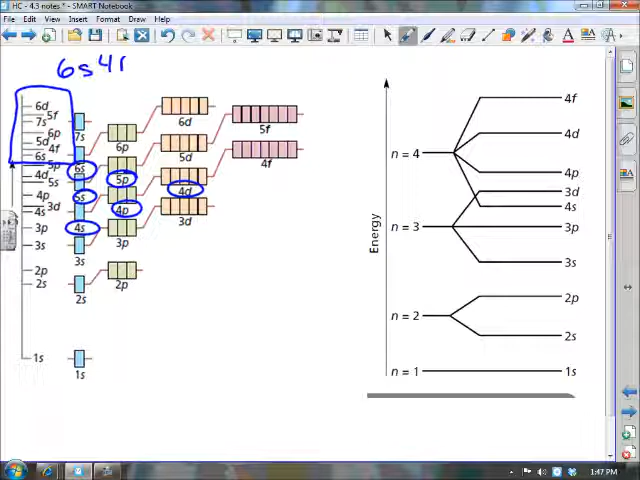 HC - 4.3 notes * - SMART Notebook
File Edit View Insert Format Tools Draw Help
6s 4f
6d
5f
7s
6p
5d
4f
6s
5p
4d
5s
4p
3d
4s
3p
3s
2p
2s
1s
7s
6s
5s
4s
3s
2s
1s
6p
5p
4p
3p
2p
6d
5d
4d
3d
5f
4f
Energy
n = 4
n = 3
n = 2
n = 1
4f
4d
4p
3d
4s
3p
3s
2p
2s
1s
1:47 PM